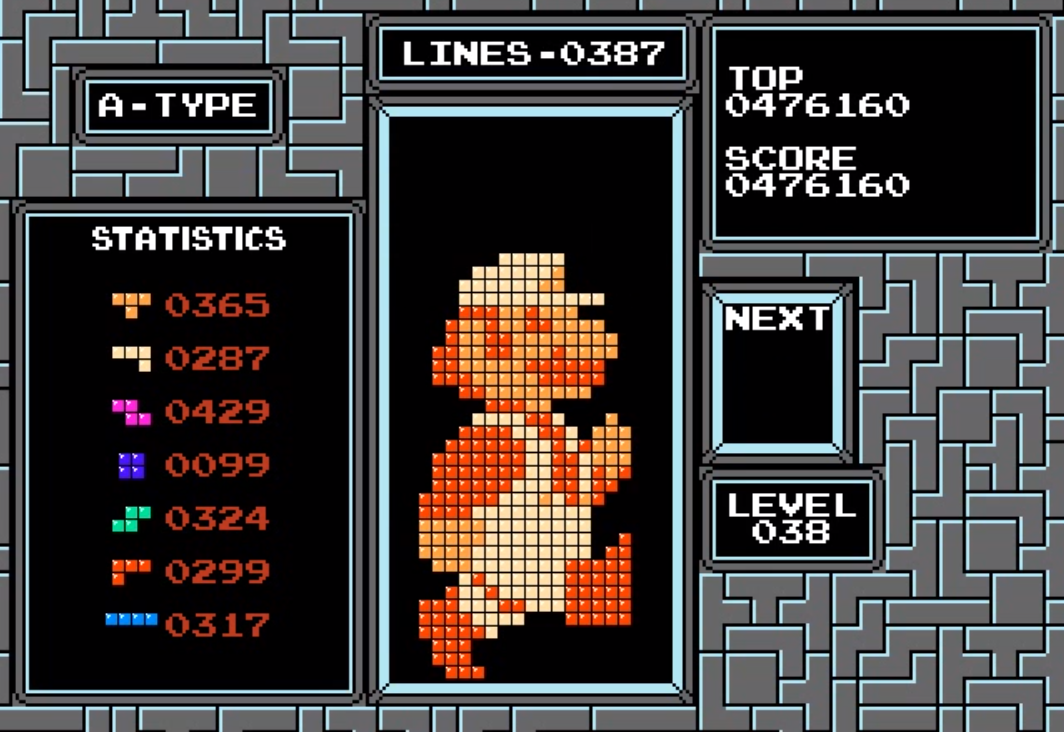 LINES-0387
A-TYPE
TOP
0476160
SCORE
0476160
STATISTICS
0365
0287
0429
0099
0324
0299
0317
NEXT
LEVEL
038